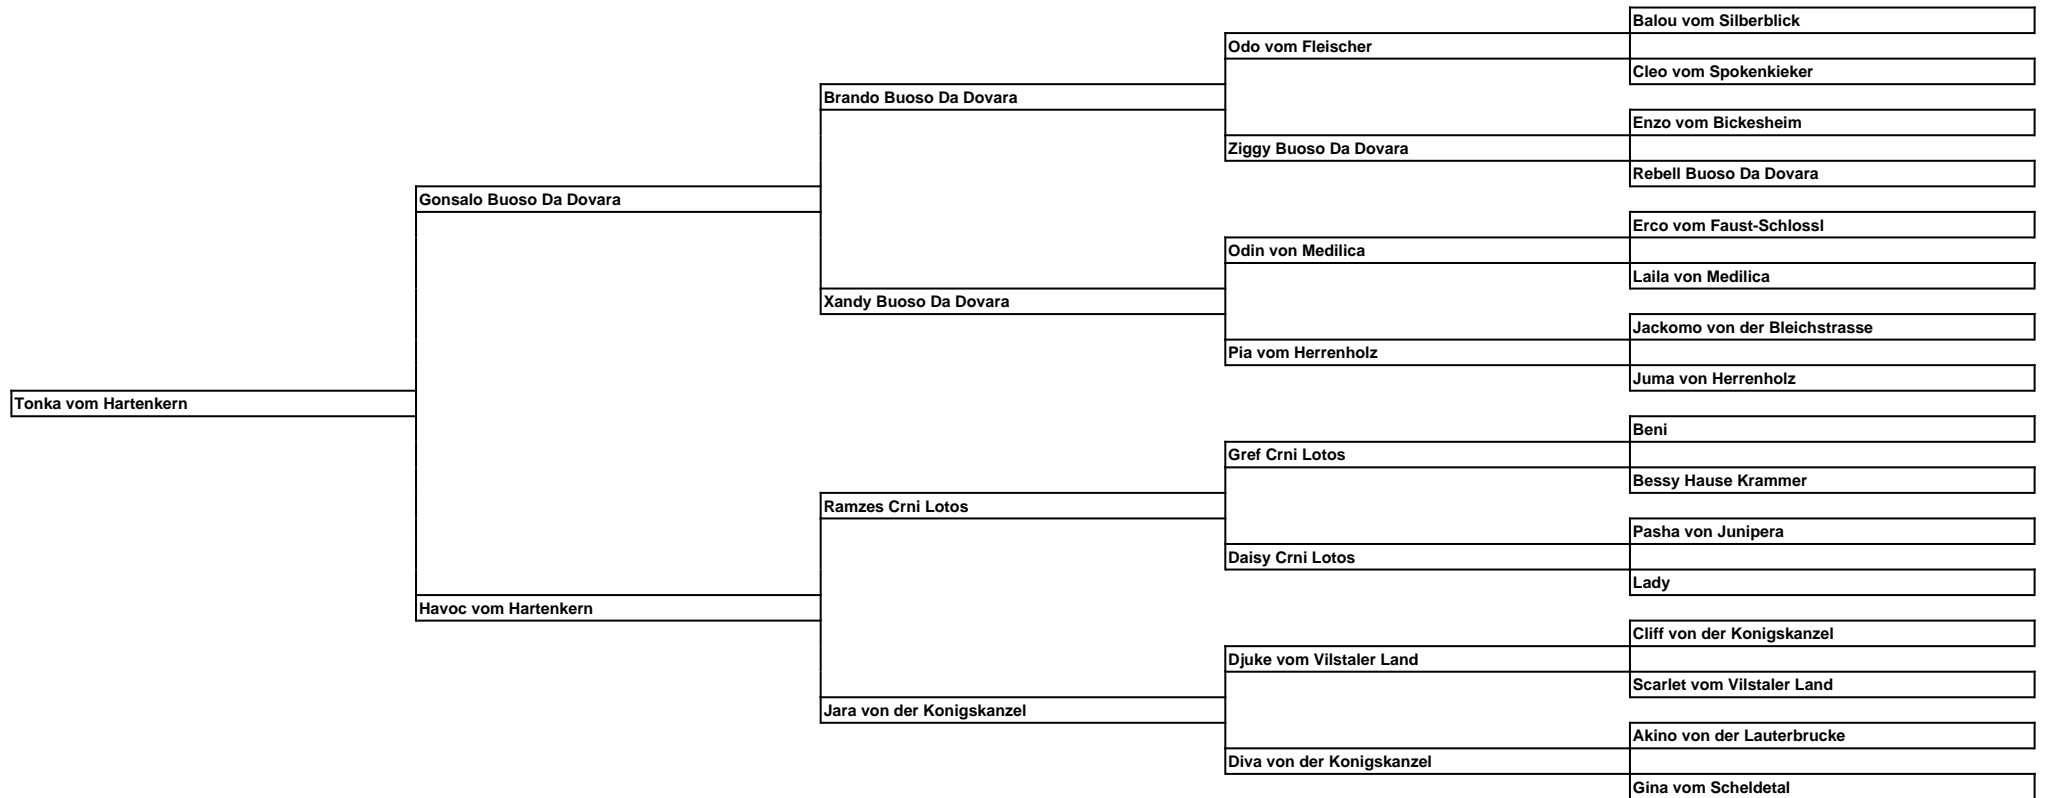 Balou vom Silberblick
Odo vom Fleischer
Cleo vom Spokenkieker
Brando Buoso Da Dovara
Enzo vom Bickesheim
Ziggy Buoso Da Dovara
Rebell Buoso Da Dovara
Gonsalo Buoso Da Dovara
Erco vom Faust-Schlossl
Odin von Medilica
Laila von Medilica
Xandy Buoso Da Dovara
Jackomo von der Bleichstrasse
Pia vom Herrenholz
Juma von Herrenholz
Tonka vom Hartenkern
Beni
Gref Crni Lotos
Bessy Hause Krammer
Ramzes Crni Lotos
Pasha von Junipera
Daisy Crni Lotos
Lady
Havoc vom Hartenkern
Cliff von der Konigskanzel
Djuke vom Vilstaler Land
Scarlet vom Vilstaler Land
Jara von der Konigskanzel
Akino von der Lauterbrucke
Diva von der Konigskanzel
Gina vom Scheldetal